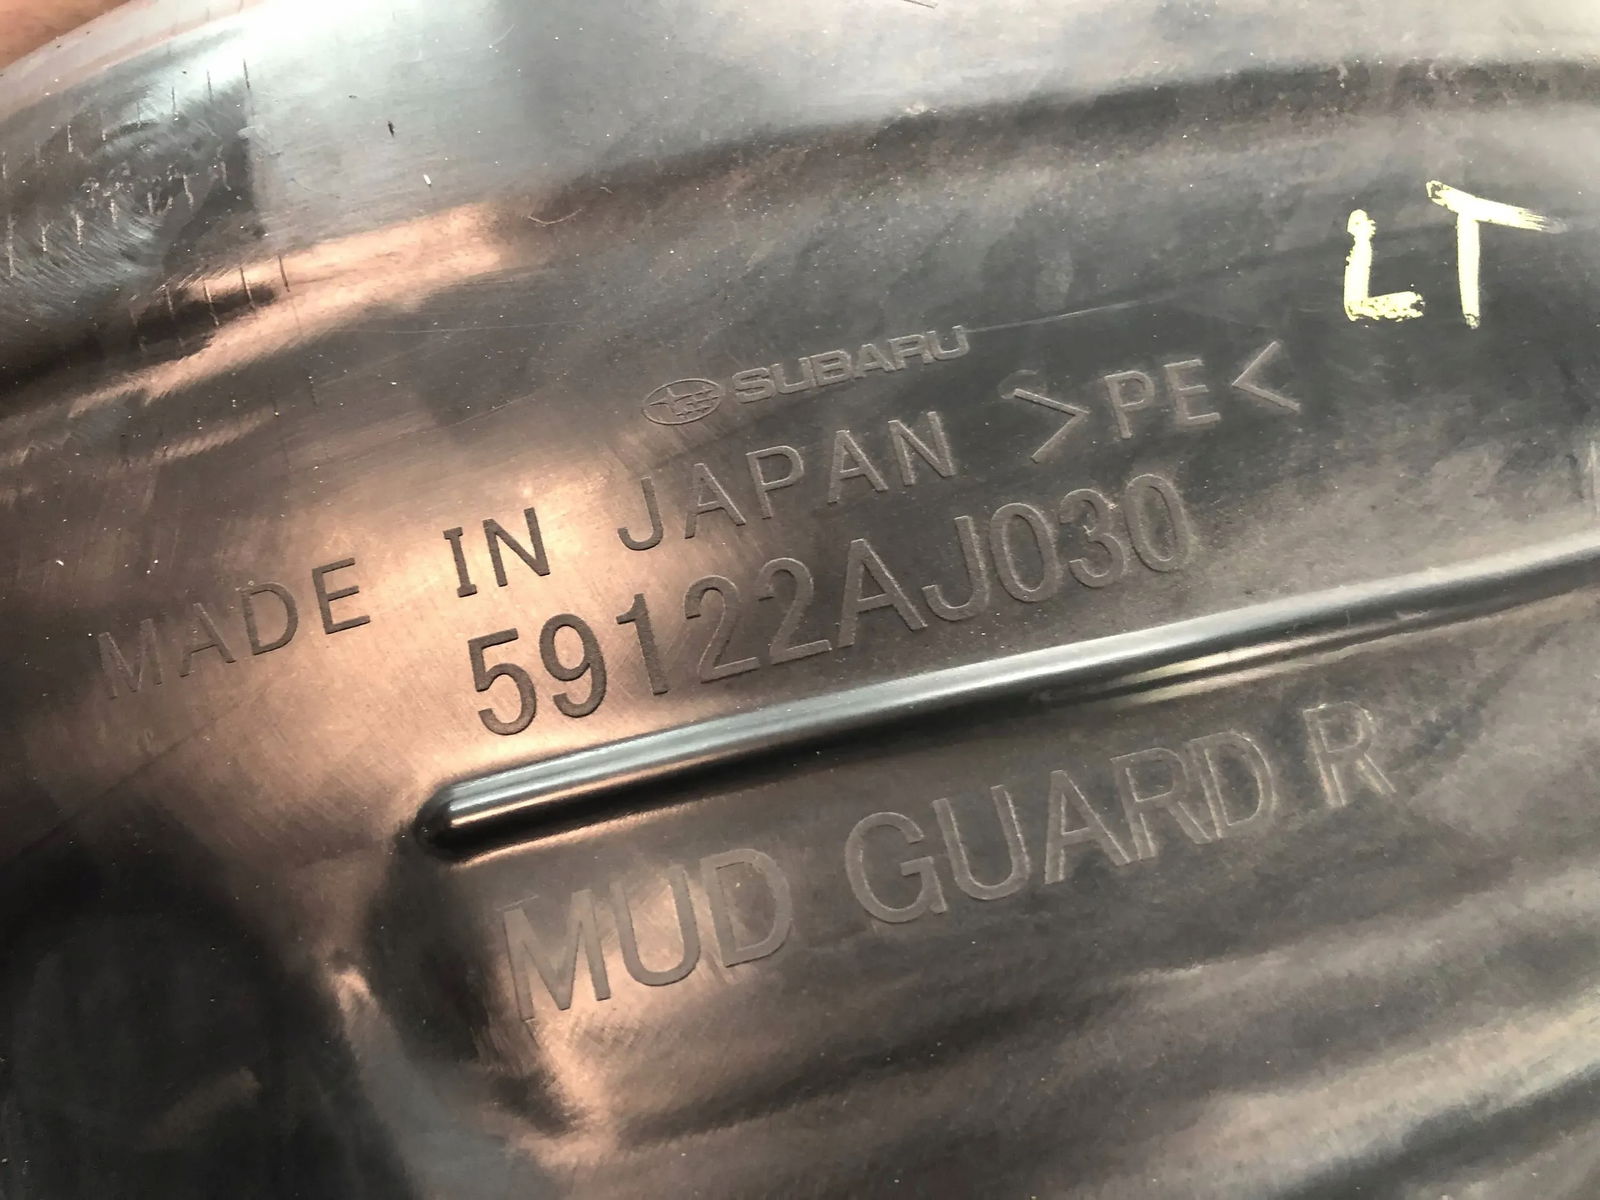 LT
SUBARU
MADE IN JAPAN >PE<
59122AJ030
MUD GUARD R